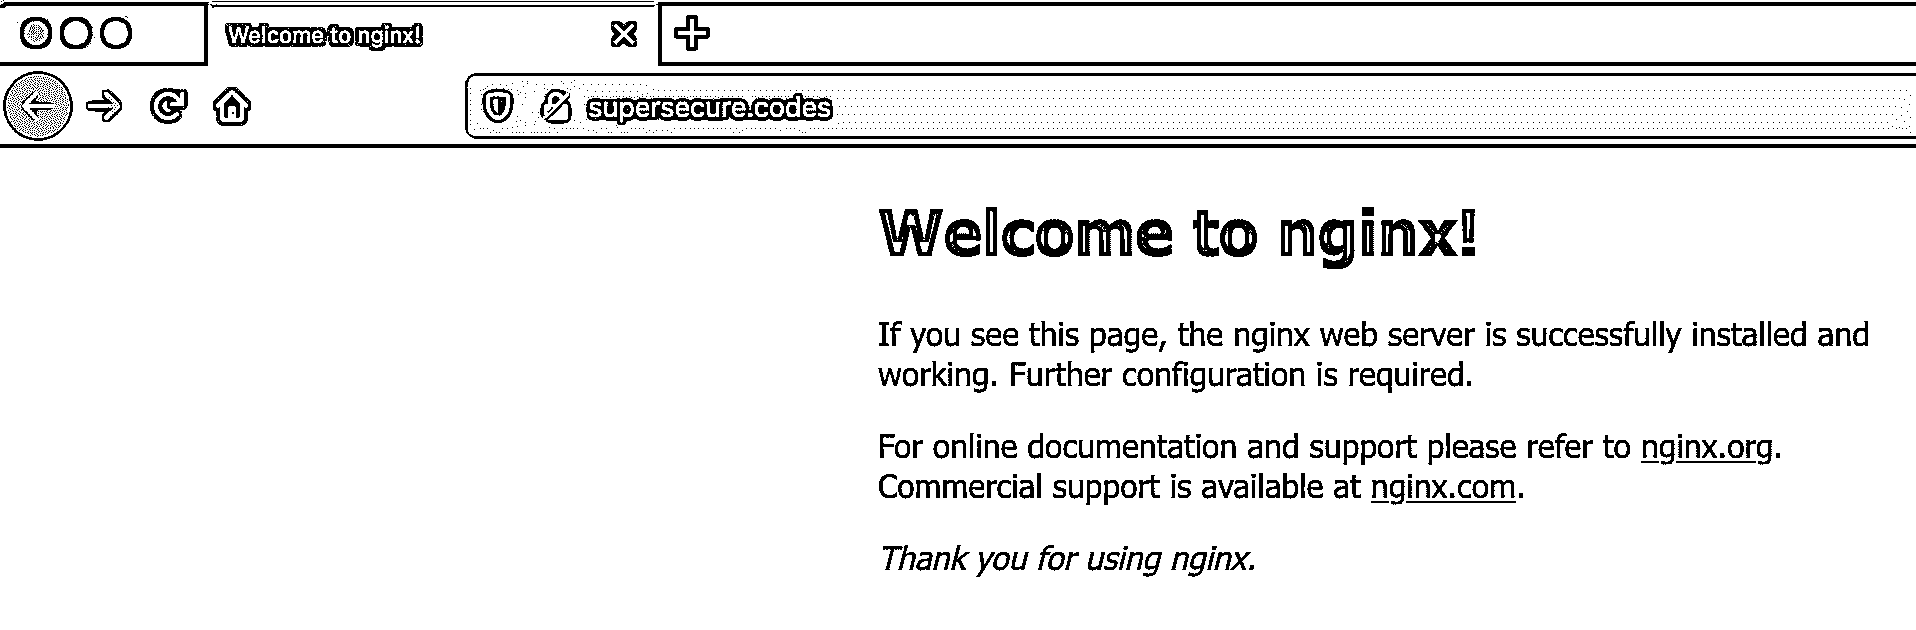 Welcome to nginx!
supersecure.codes
Welcome to nginx!
If you see this page, the nginx web server is successfully installed and
working. Further configuration is required.
For online documentation and support please refer to nginx.org.
Commercial support is available at nginx.com.
Thank you for using nginx.